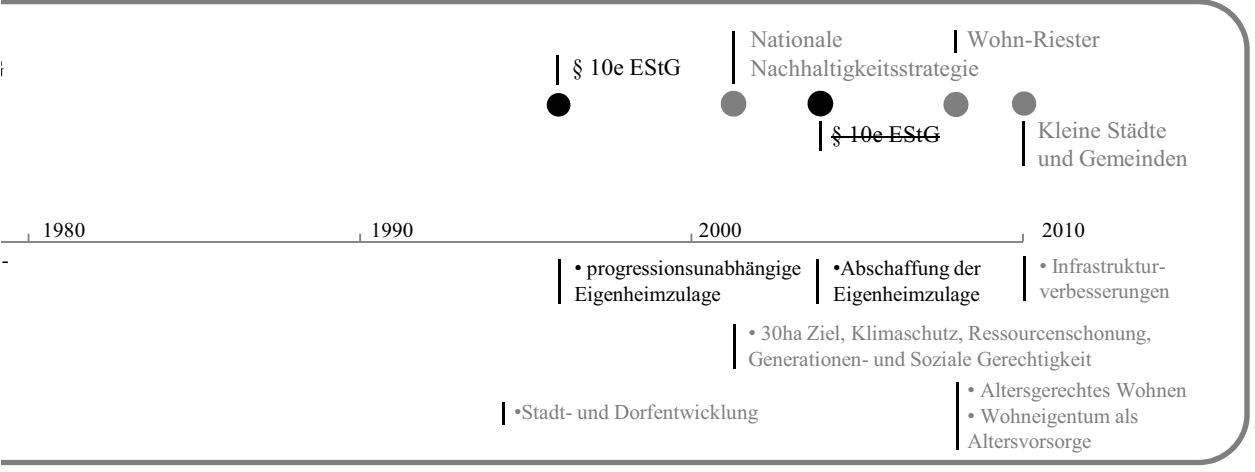 Nationale
Nachhaltigkeitsstrategie
Wohn-Riester
§ 10e EStG
§ 10e EStG
Kleine Städte
und Gemeinden
1980
1990
2000
2010
-
• progressionsunabhängige
Eigenheimzulage
•Abschaffung der
Eigenheimzulage
• Infrastruktur-
verbesserungen
• 30ha Ziel, Klimaschutz, Ressourcenschonung,
Generationen- und Soziale Gerechtigkeit
•Stadt- und Dorfentwicklung
• Altersgerechtes Wohnen
• Wohneigentum als
Altersvorsorge